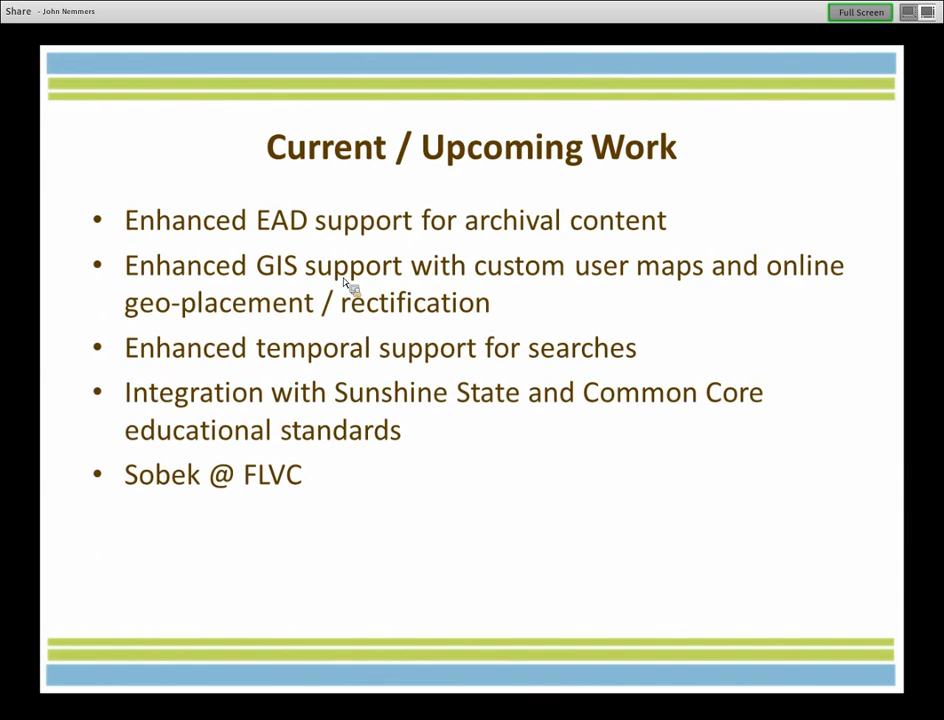 Share - John Nemmers
Full Screen
Current / Upcoming Work
• Enhanced EAD support for archival content
• Enhanced GIS support with custom user maps and online
geo-placement / rectification
• Enhanced temporal support for searches
• Integration with Sunshine State and Common Core
educational standards
• Sobek @ FLVC